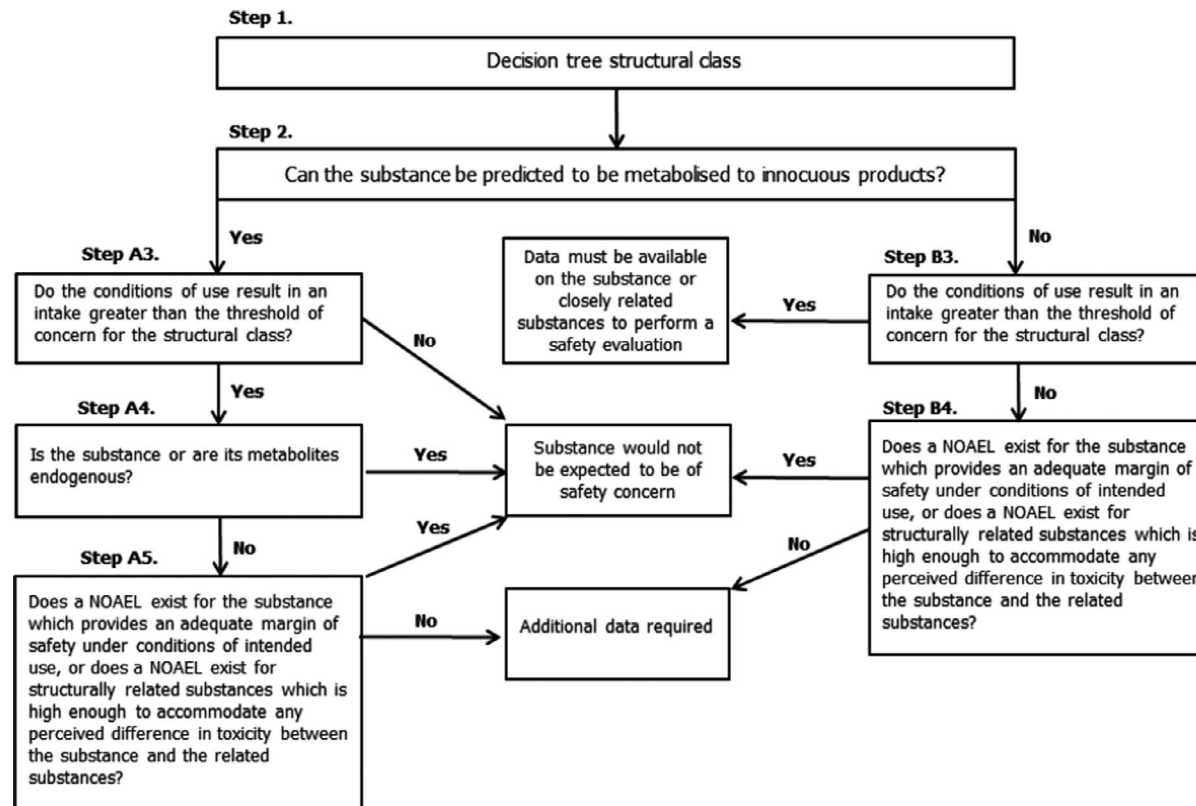 Step 1.
Decision tree structural class
Step 2.
Can the substance be predicted to be metabolised to innocuous products?
Yes
No
Step A3.
Do the conditions of use result in an
intake greater than the threshold of
concern for the structural class?
Data must be available
on the substance or
closely related
substances to perform a
safety evaluation
Yes
Step B3.
Do the conditions of use result in an
intake greater than the threshold of
concern for the structural class?
No
Yes
No
Step A4.
Is the substance or are its metabolites
endogenous?
Yes
Substance would not
be expected to be of
safety concern
Yes
Step B4.
Does a NOAEL exist for the substance
which provides an adequate margin of
safety under conditions of intended
use, or does a NOAEL exist for
structurally related substances which is
high enough to accommodate any
perceived difference in toxicity between
the substance and the related
substances?
No
Yes
No
Step A5.
Does a NOAEL exist for the substance
which provides an adequate margin of
safety under conditions of intended
use, or does a NOAEL exist for
structurally related substances which is
high enough to accommodate any
perceived difference in toxicity between
the substance and the related
substances?
No
Additional data required